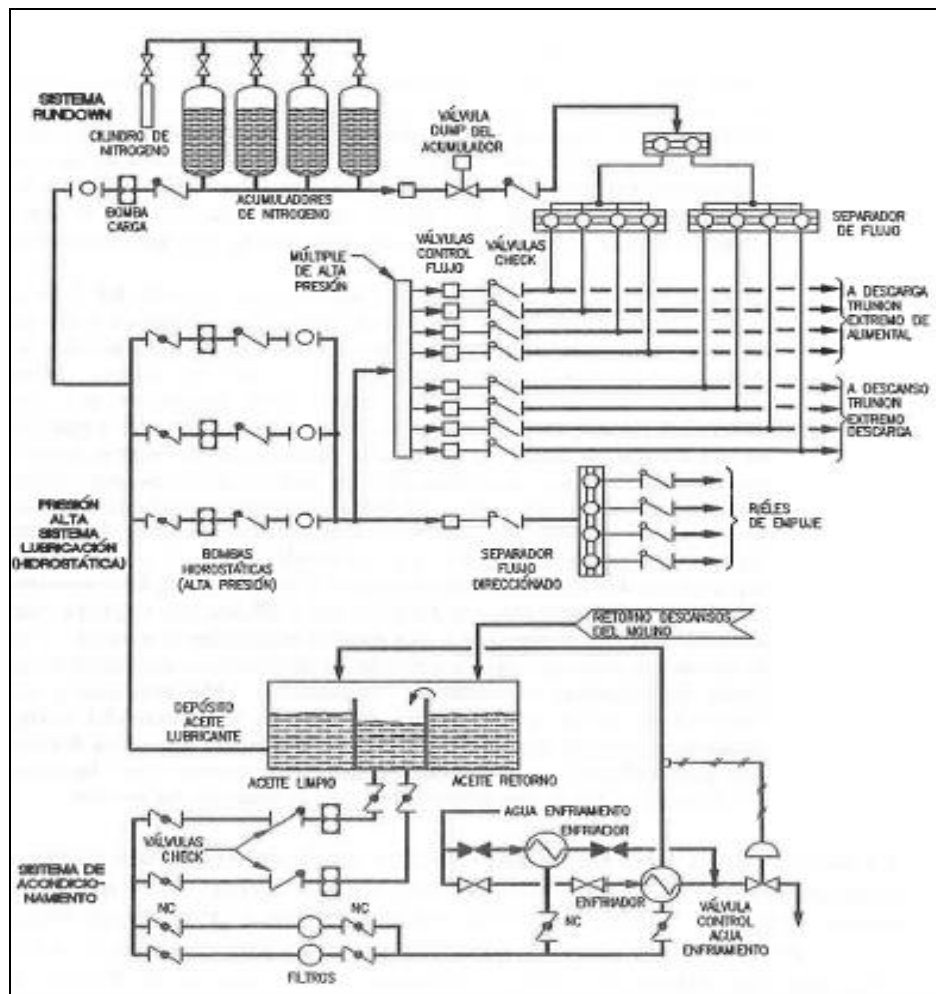 SISTEMA
RUNDOWN
CILINDRO DE
NITROGENO
VÁLVULA
DUMP DEL
ACUMULADOR
BOMBA
CARGA
ACUMULADORES
DE NITROGENO
SEPARADOR
DE FLUJO
MÚLTIPLE
DE ALTA
PRESIÓN
VÁLVULAS
CONTROL
FLUJO
VÁLVULAS
CHECK
A DESCARGA
TRUNION
EXTREMO DE
ALIMENTAL
A DESCANSO
TRUNION
EXTREMO
DESCARGA
PRESIÓN
ALTA
SISTEMA
LUBRICACIÓN
(HIDROSTÁTICA)
BOMBAS
HIDROSTÁTICAS
(ALTA PRESIÓN)
SEPARADOR
FLUJO
DIRECCIONADO
RIÉLES
DE EMPUJE
RETORNO DESCANSOS
DEL MOLINO
DEPÓSITO
ACEITE
LUBRICANTE
ACEITE LIMPIO
ACEITE RETORNO
AGUA ENFRIAMIENTO
ENFRIADOR
VÁLVULAS
CHECK
SISTEMA DE
ACONDICIO-
NAMIENTO
ENFRIADOR
NC
NC
NC
VÁLVULA
CONTROL
AGUA
ENFRIAMIENTO
FILTROS